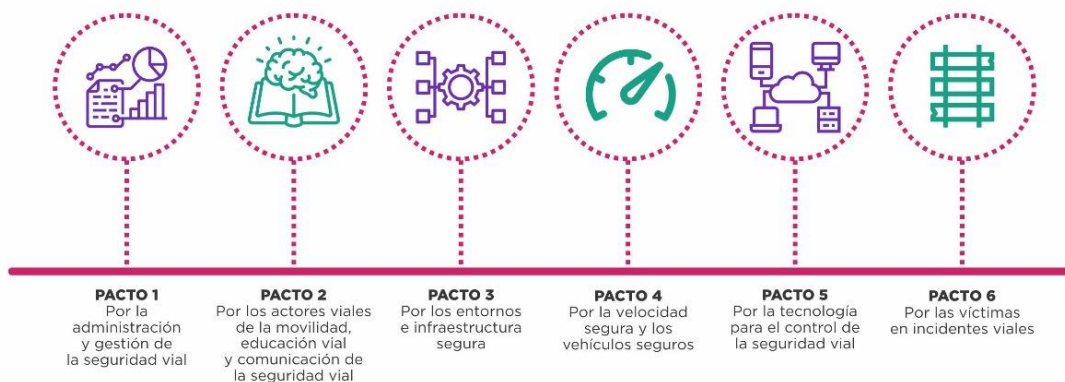 PACTO 1
Por la
administración
y gestión de
la seguridad vial
PACTO 2
Por los actores viales
de la movilidad,
educación vial
y comunicación de
la seguridad vial
PACTO 3
Por los entornos
e infraestructura
segura
PACTO 4
Por la velocidad
segura y los
vehículos seguros
PACTO 5
Por la tecnología
para el control de
la seguridad vial
PACTO 6
Por las víctimas
en incidentes viales